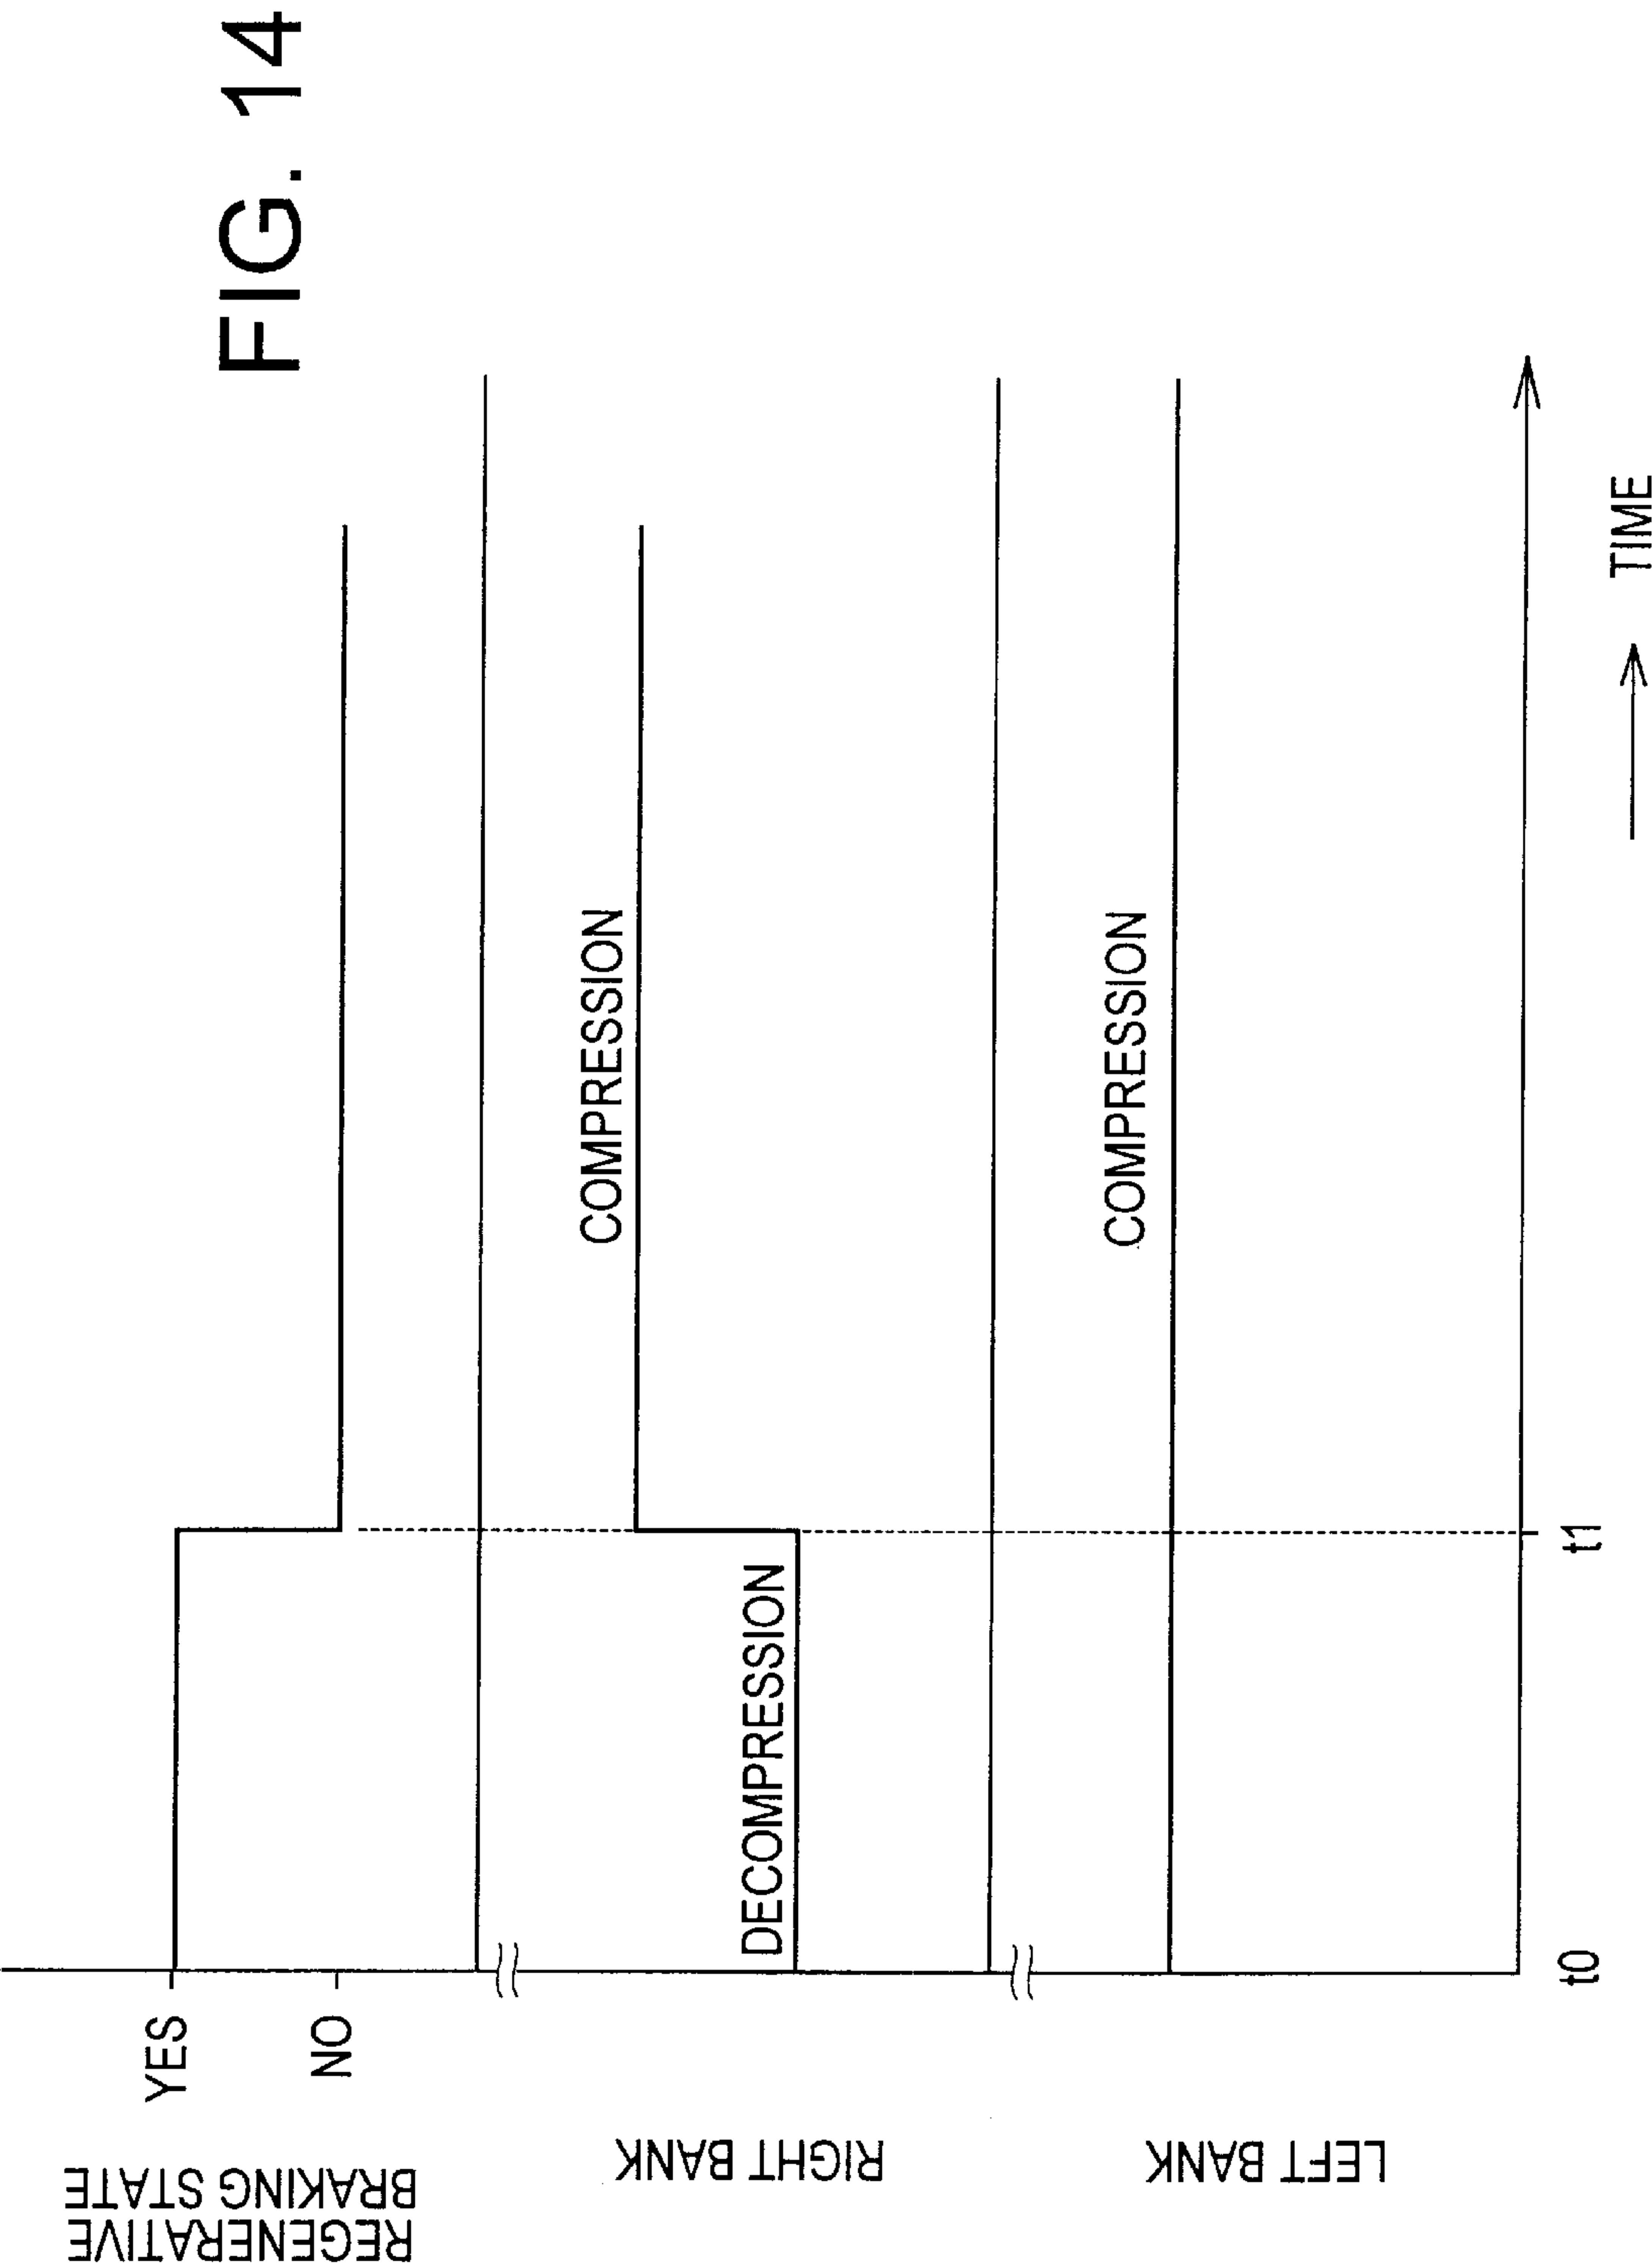 FIG. 14
REGENERATIVE
BRAKING STATE
YES
NO
RIGHT BANK
COMPRESSION
DECOMPRESSION
LEFT BANK
COMPRESSION
t0
t1
TIME